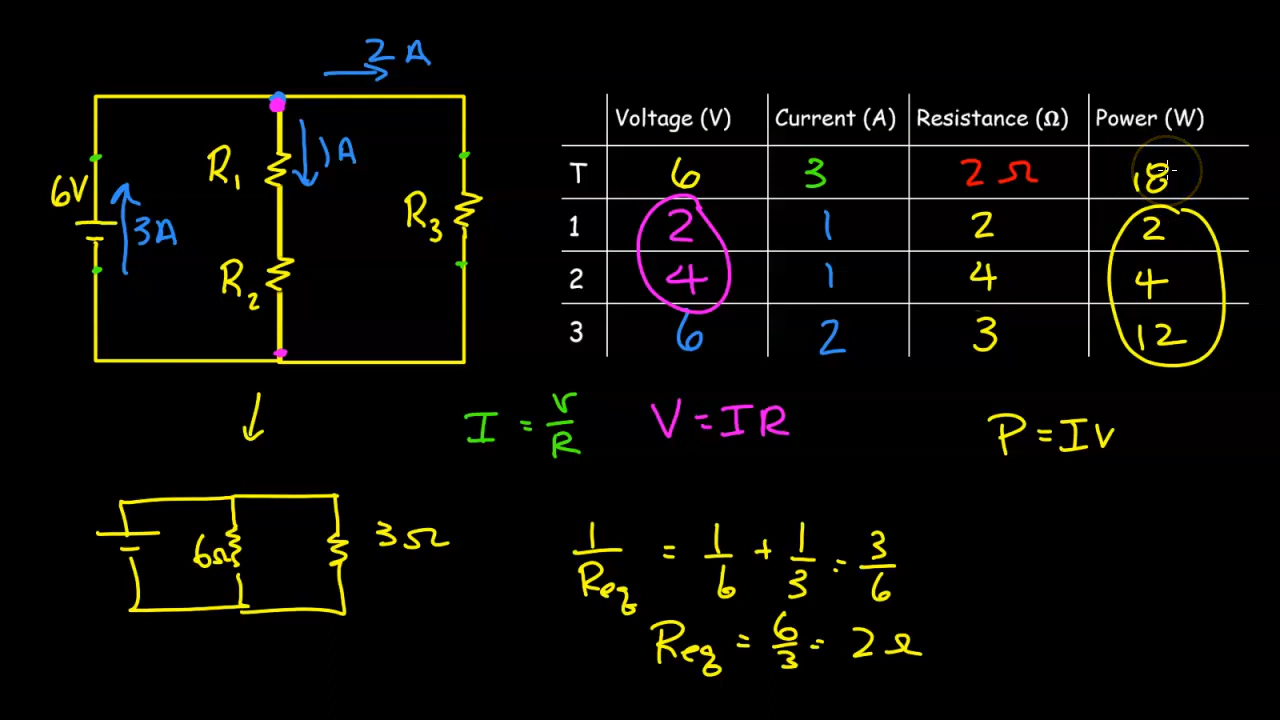 2 A
6V
3A
R1
1A
R2
R3
Voltage (V) Current (A) Resistance (Ω) Power (W)
T 6 3 2 Ω 18
1 2 1 2 2
2 4 1 4 4
3 6 2 3 12
I = v/R V = IR P = IV
6Ω 3Ω
1/Req = 1/6 + 1/3 = 3/6
Req = 6/3 = 2Ω